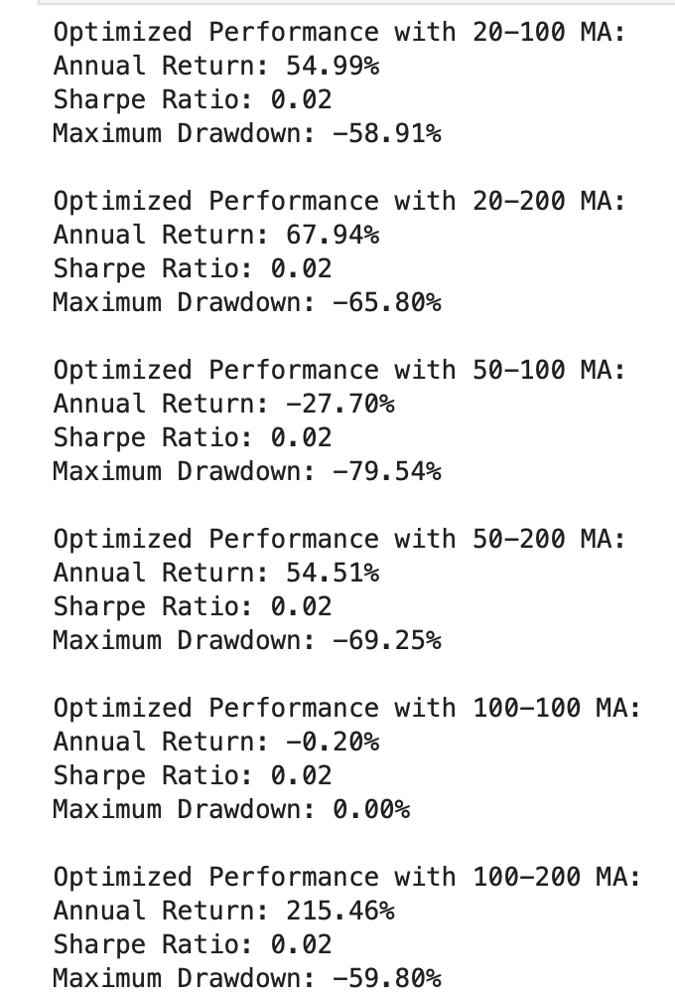 Optimized Performance with 20-100 MA:
Annual Return: 54.99%
Sharpe Ratio: 0.02
Maximum Drawdown: -58.91%
Optimized Performance with 20-200 MA:
Annual Return: 67.94%
Sharpe Ratio: 0.02
Maximum Drawdown: -65.80%
Optimized Performance with 50-100 MA:
Annual Return: -27.70%
Sharpe Ratio: 0.02
Maximum Drawdown: -79.54%
Optimized Performance with 50-200 MA:
Annual Return: 54.51%
Sharpe Ratio: 0.02
Maximum Drawdown: -69.25%
Optimized Performance with 100-100 MA:
Annual Return: -0.20%
Sharpe Ratio: 0.02
Maximum Drawdown: 0.00%
Optimized Performance with 100-200 MA:
Annual Return: 215.46%
Sharpe Ratio: 0.02
Maximum Drawdown: -59.80%